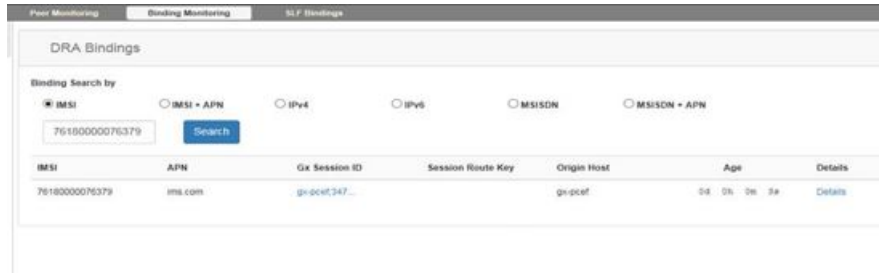 Peer Monitoring Binding Monitoring SLF Bindings
DRA Bindings
Binding Search by
IMSI IMSI + APN IPv4 IPv6 MSISDN MSISDN + APN
76180000076379 Search
IMSI APN Gx Session ID Session Route Key Origin Host Age Details
76180000076379 ims.com gx-pcef;347... gx-pcef 0d 0h 0m 3s Details